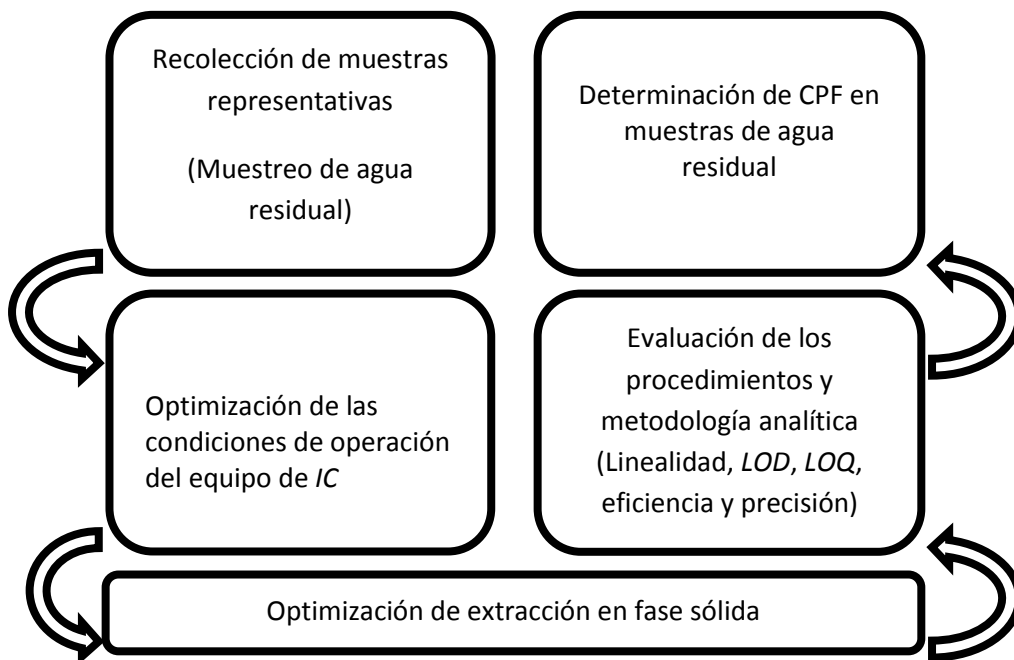 Recolección de muestras
representativas
(Muestreo de agua
residual)
Determinación de CPF en
muestras de agua
residual
Optimización de las
condiciones de operación
del equipo de IC
Evaluación de los
procedimientos y
metodología analítica
(Linealidad, LOD, LOQ,
eficiencia y precisión)
Optimización de extracción en fase sólida